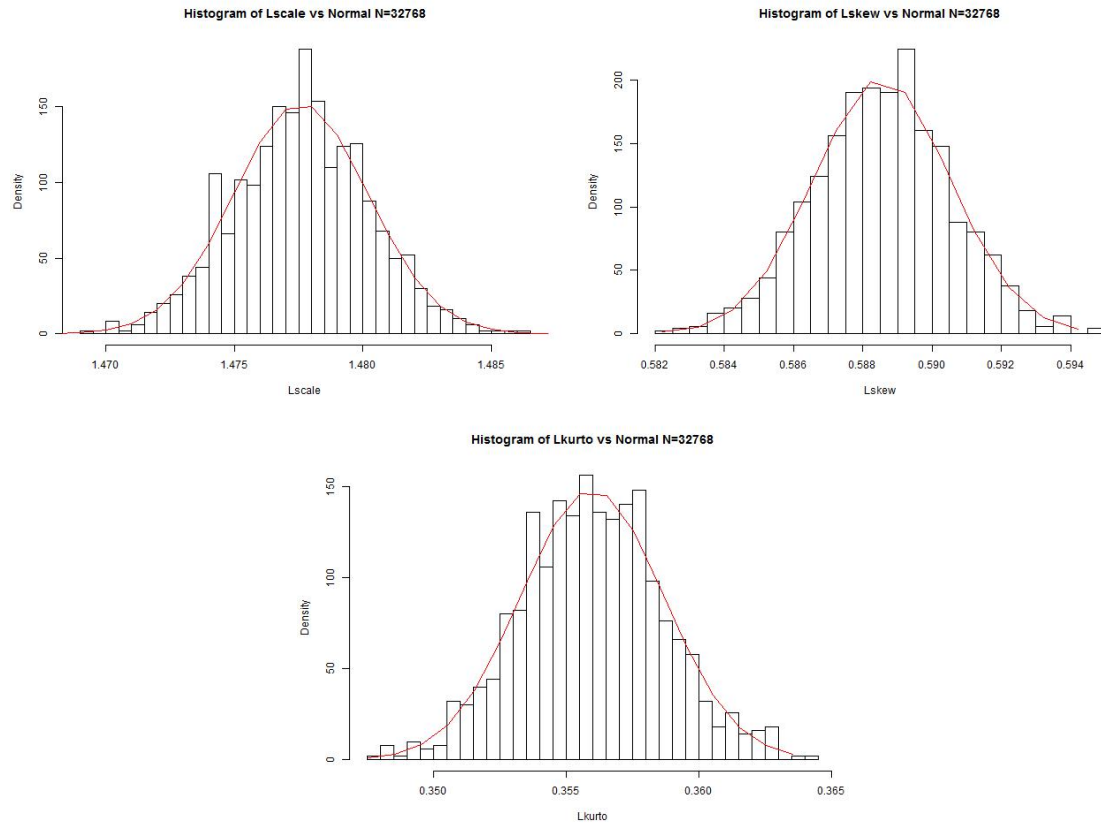 Histogram of Lscale vs Normal N=32768
Density
0 50 100 150
1.470 1.475 1.480 1.485
Lscale
Histogram of Lskew vs Normal N=32768
Density
0 50 100 150 200
0.582 0.584 0.586 0.588 0.590 0.592 0.594
Lskew
Histogram of Lkurto vs Normal N=32768
Density
0 50 100 150
0.350 0.355 0.360 0.365
Lkurto